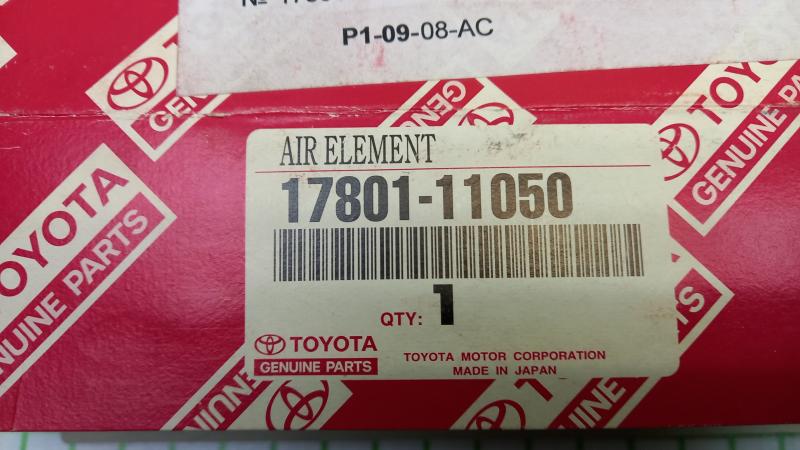 P1-09-08-AC
TOYOTA
GENUINE PARTS
AIR ELEMENT
17801-11050
QTY: 1
TOYOTA
GENUINE PARTS
TOYOTA MOTOR CORPORATION
MADE IN JAPAN
GENUINE PARTS
PARTS